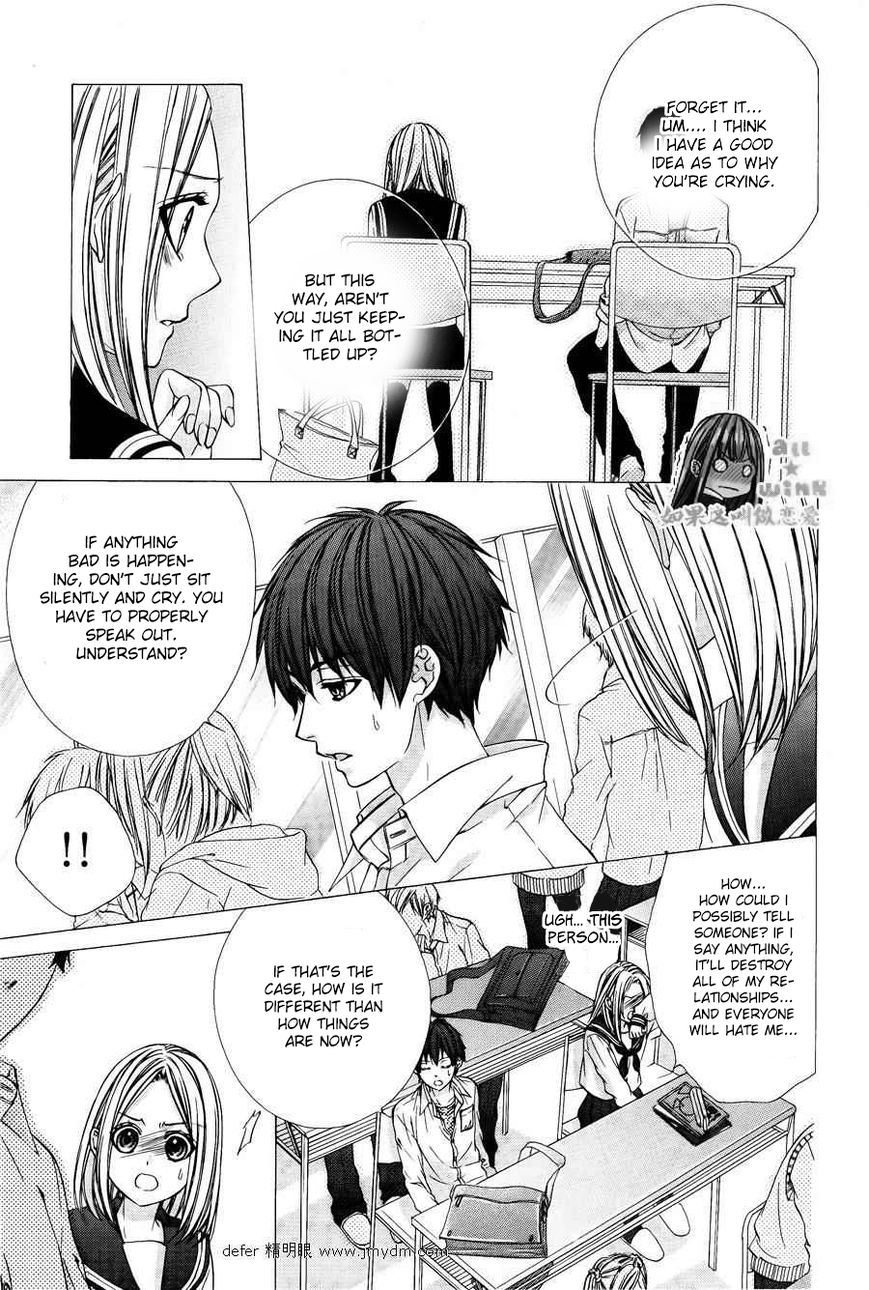 FORGET IT...
UM.... I THINK
I HAVE A GOOD
IDEA AS TO WHY
YOU'RE CRYING.
BUT THIS
WAY, AREN'T
YOU JUST KEEP-
ING IT ALL BOT-
TLED UP?
all
★
wink
如果这叫做恋爱
IF ANYTHING
BAD IS HAPPEN-
ING, DON'T JUST SIT
SILENTLY AND CRY. YOU
HAVE TO PROPERLY
SPEAK OUT.
UNDERSTAND?
!!
HOW...
HOW COULD I
POSSIBLY TELL
SOMEONE? IF I
SAY ANYTHING,
IT'LL DESTROY
ALL OF MY RE-
LATIONSHIPS...
AND EVERYONE
WILL HATE ME...
UGH... THIS
PERSON...
IF THAT'S THE
CASE, HOW IS IT
DIFFERENT THAN
HOW THINGS
ARE NOW?
defer 精明眼 www.jmydm.com